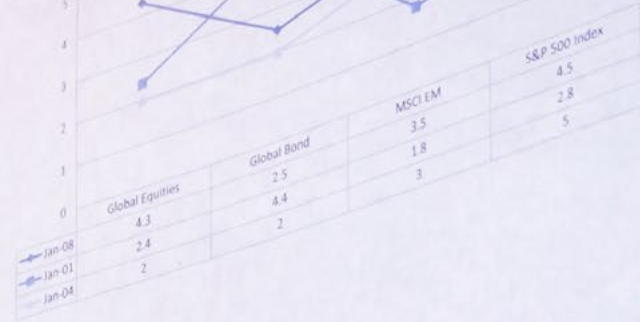 5
4
3
2
1
0
Global Equities Global Bond MSCI EM S&P 500 Index
Jan-08 4.3 2.5 3.5 4.5
Jan-01 2.4 4.4 1.8 2.8
Jan-04 2 2 3 5